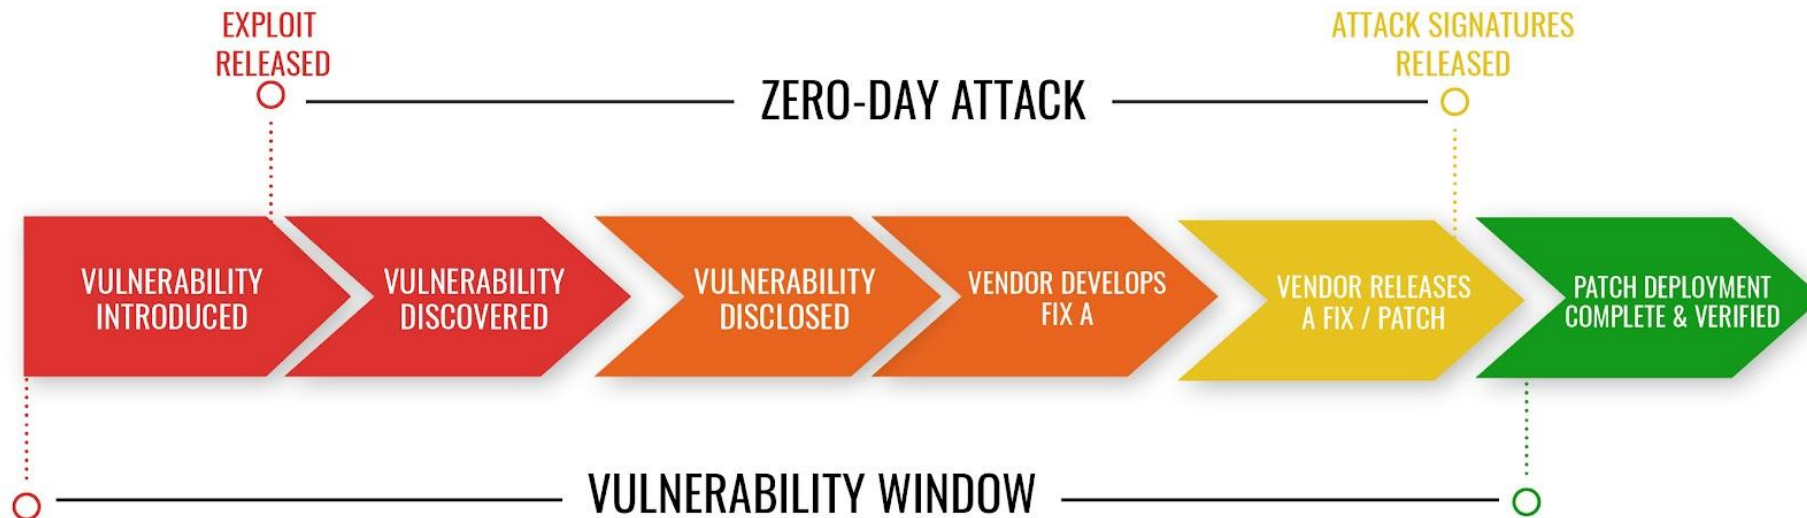 EXPLOIT
RELEASED
ATTACK SIGNATURES
RELEASED
ZERO-DAY ATTACK
VULNERABILITY
INTRODUCED
VULNERABILITY
DISCOVERED
VULNERABILITY
DISCLOSED
VENDOR DEVELOPS
FIX A
VENDOR RELEASES
A FIX / PATCH
PATCH DEPLOYMENT
COMPLETE & VERIFIED
VULNERABILITY WINDOW